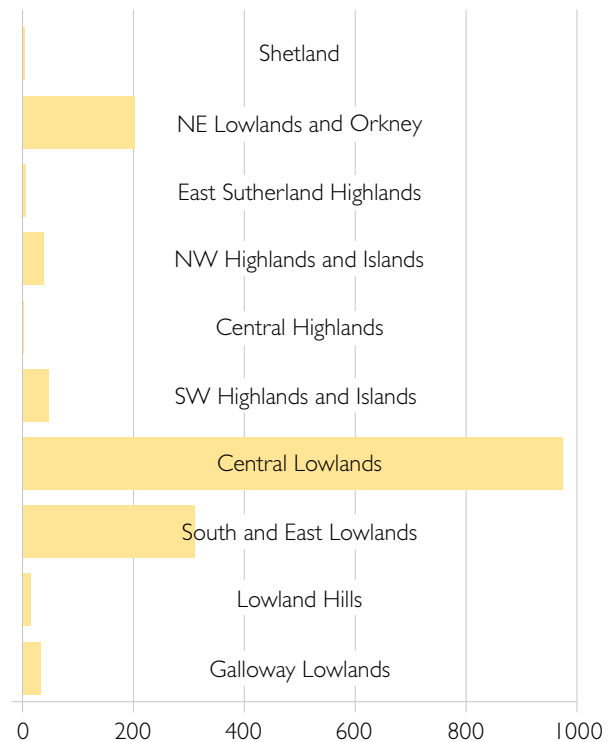 Shetland
NE Lowlands and Orkney
East Sutherland Highlands
NW Highlands and Islands
Central Highlands
SW Highlands and Islands
Central Lowlands
South and East Lowlands
Lowland Hills
Galloway Lowlands
0 200 400 600 800 1000